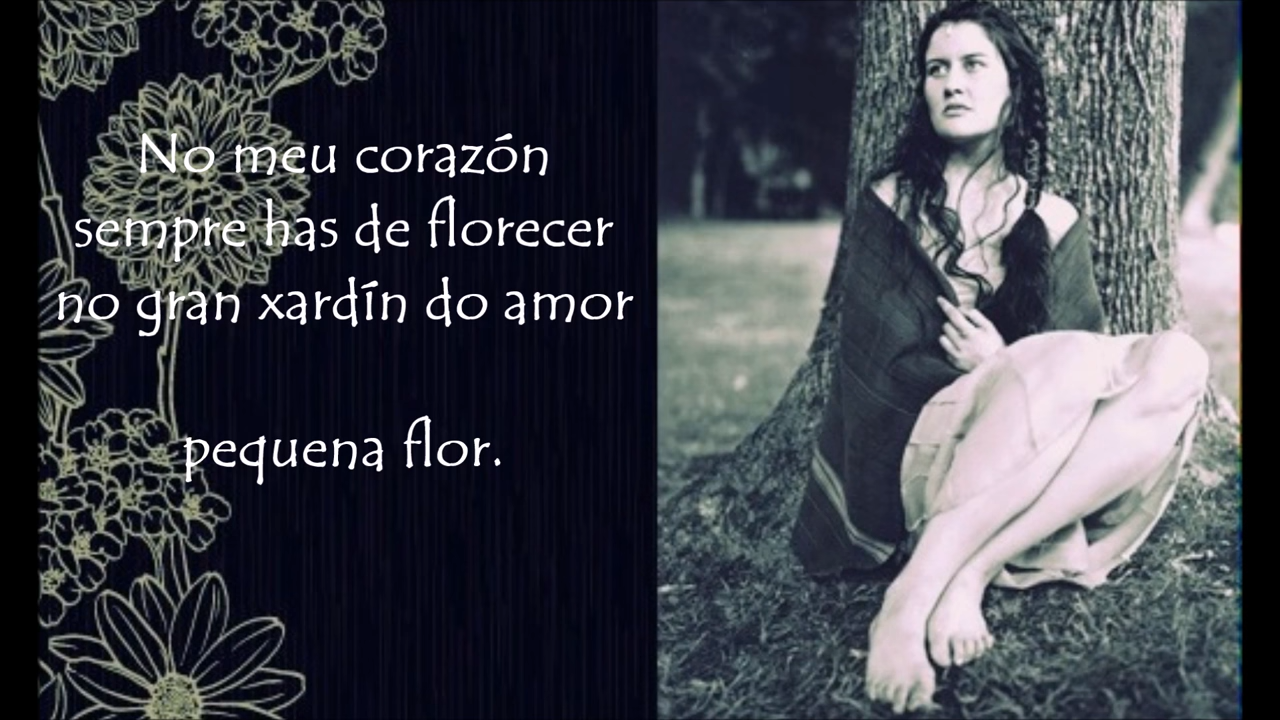 No meu corazón
sempre has de florecer
no gran xardín do amor
pequena flor.